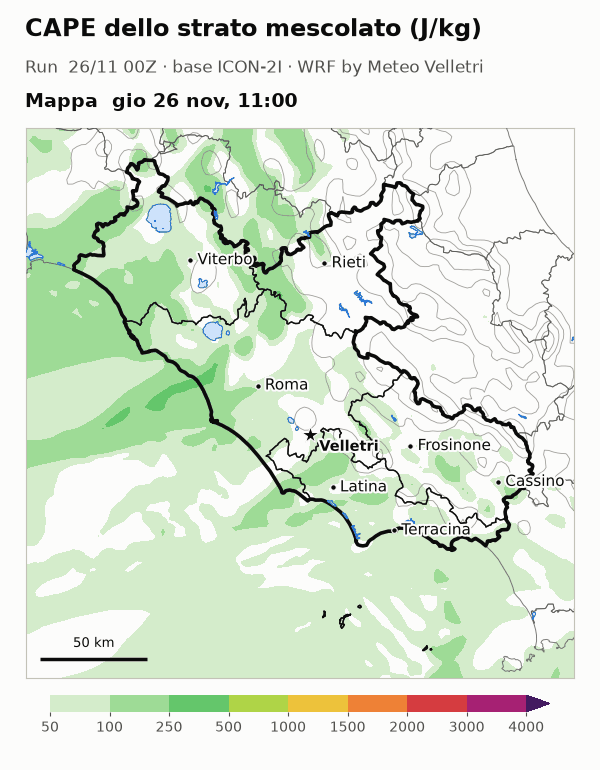 CAPE dello strato mescolato (J/kg)
Run  26/11 00Z · base ICON-2I · WRF by Meteo Velletri
Mappa  gio 26 nov, 11:00
Viterbo
Rieti
Roma
Velletri
Frosinone
Latina
Cassino
Terracina
50 km
50 100 250 500 1000 1500 2000 3000 4000